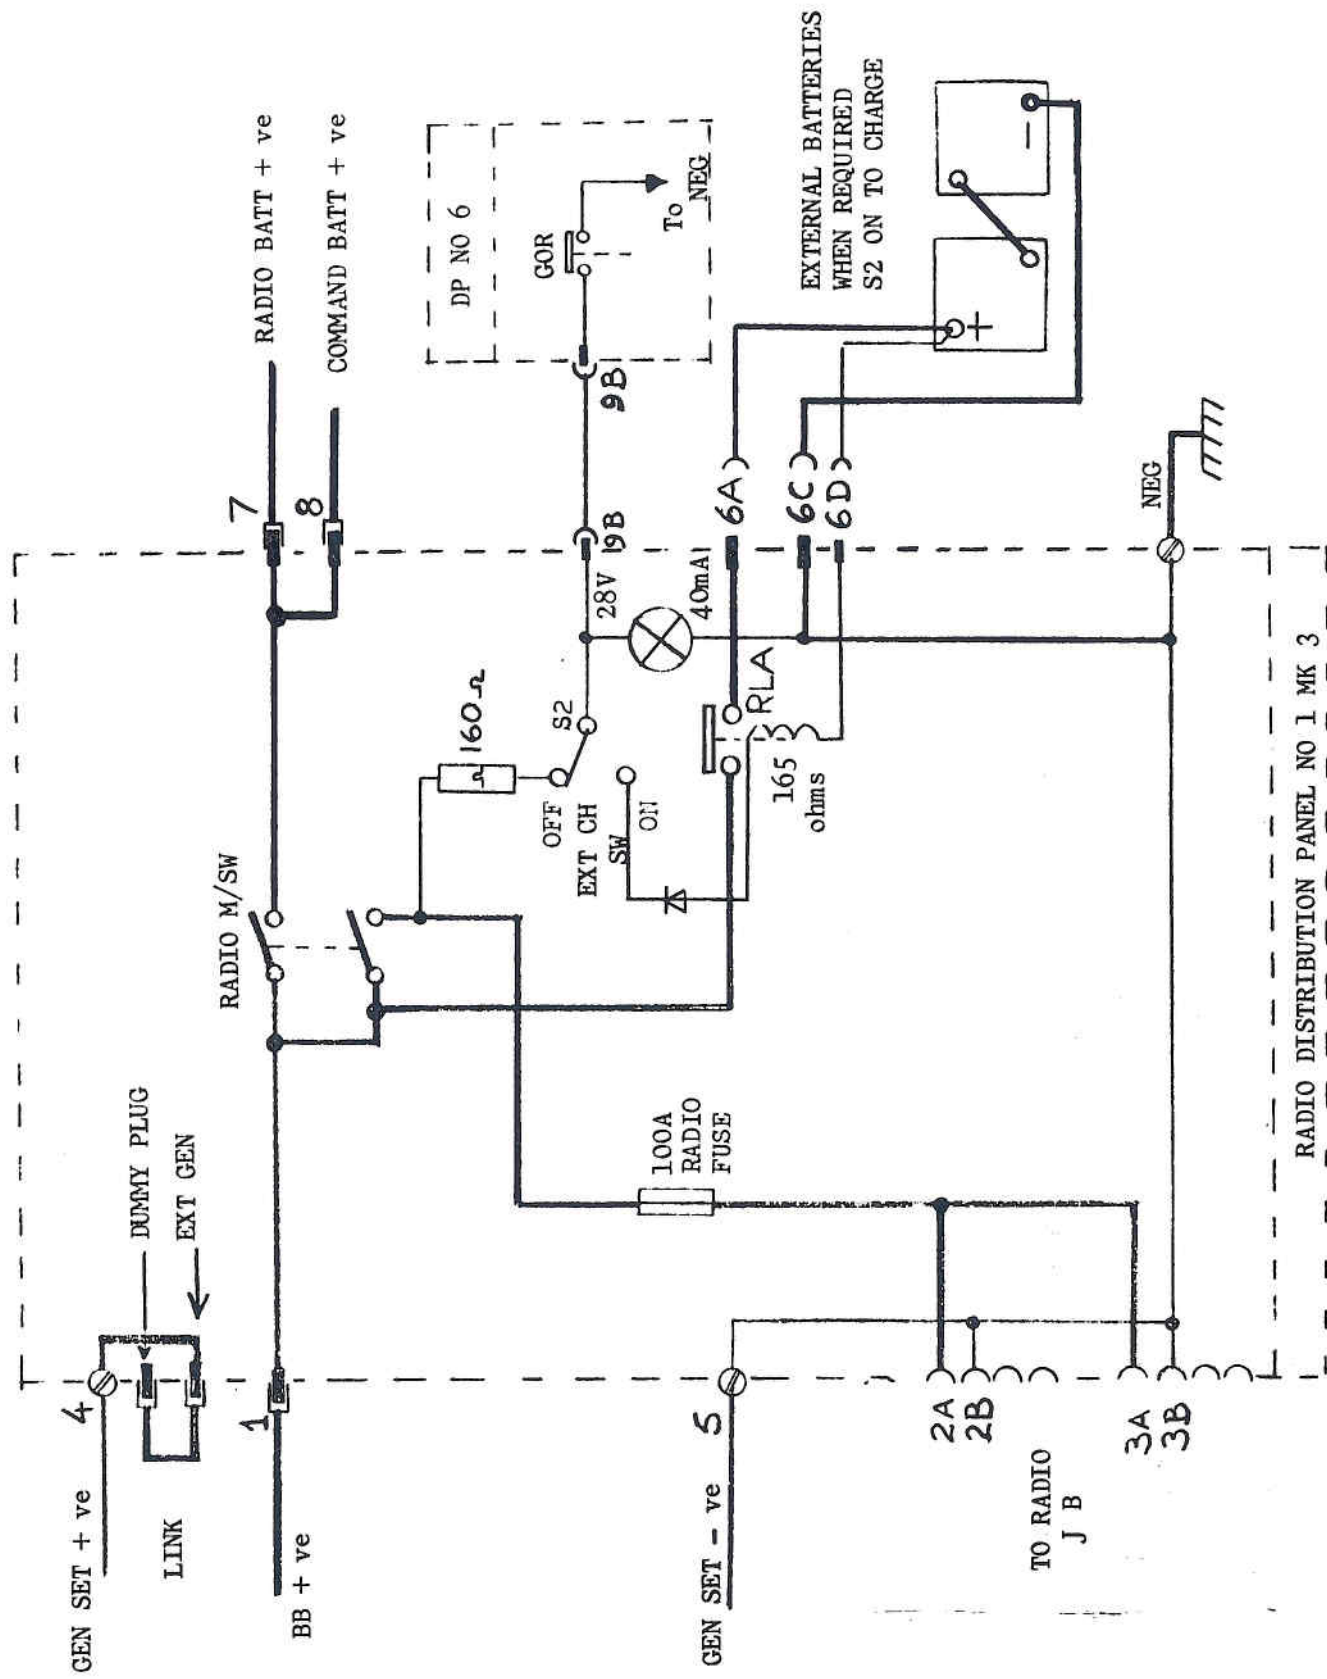 GEN SET + ve
4
DUMMY PLUG
EXT GEN
LINK
BB + ve
1
RADIO M/SW
7
RADIO BATT + ve
8
COMMAND BATT + ve
160Ω
OFF
S2
EXT CH
SW
ON
28V
19B
9B
DP NO 6
GOR
To
NEG
40mA
6A
RLA
165
ohms
6C
6D
EXTERNAL BATTERIES
WHEN REQUIRED
S2 ON TO CHARGE
+
-
100A
RADIO
FUSE
GEN SET - ve
5
2A
2B
TO RADIO
J B
3A
3B
NEG
RADIO DISTRIBUTION PANEL NO 1 MK 3